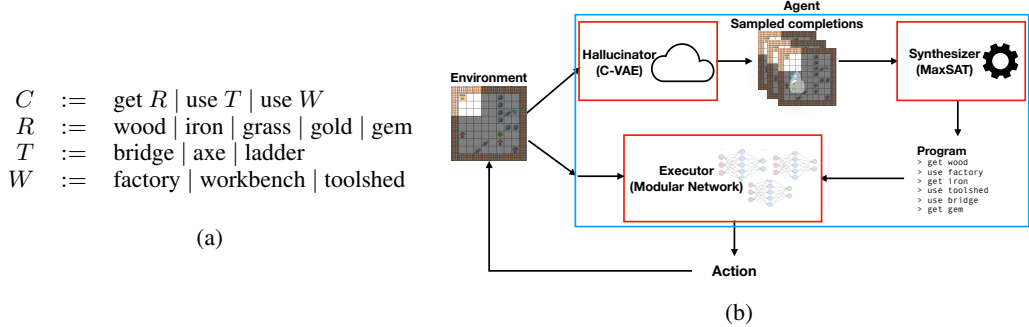 C := get R | use T | use W
R := wood | iron | grass | gold | gem
T := bridge | axe | ladder
W := factory | workbench | toolshed
(a)
Agent
Sampled completions
Environment
Hallucinator
(C-VAE)
Synthesizer
(MaxSAT)
Executor
(Modular Network)
Program
> get wood
> use factory
> get iron
> use toolshed
> use bridge
> get gem
Action
(b)